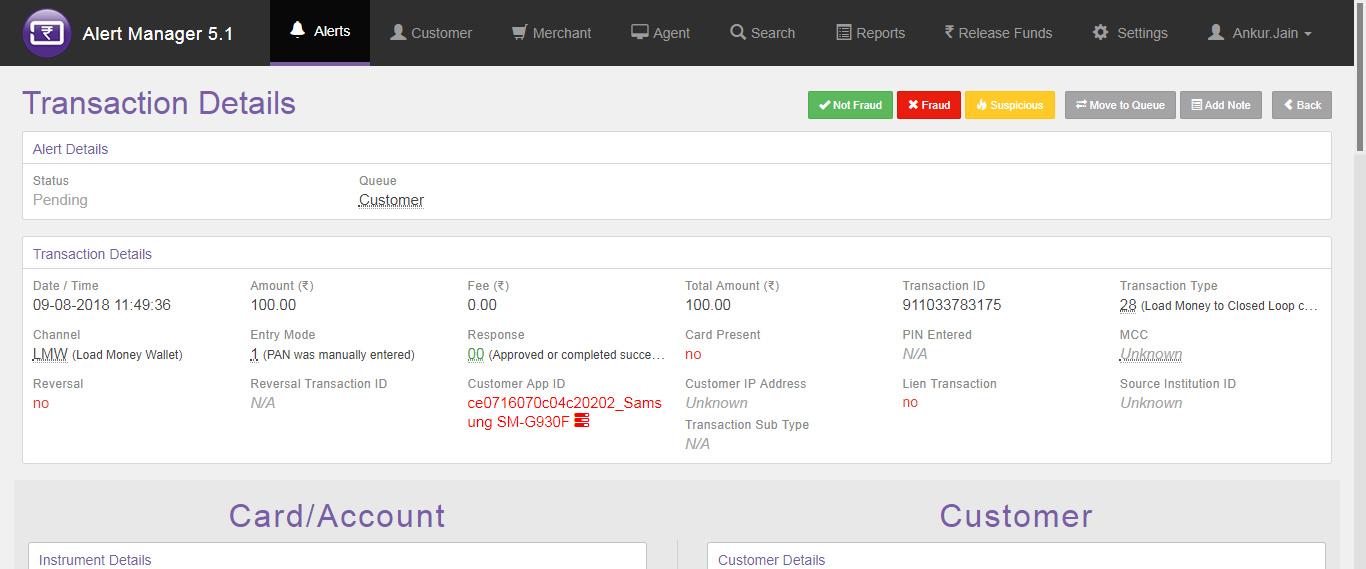 Alert Manager 5.1
Alerts
Customer
Merchant
Agent
Search
Reports
₹ Release Funds
Settings
Ankur.Jain
Transaction Details
Not Fraud
Fraud
Suspicious
Move to Queue
Add Note
Back
Alert Details
Status
Queue
Pending
Customer
Transaction Details
Date / Time
Amount (₹)
Fee (₹)
Total Amount (₹)
Transaction ID
Transaction Type
09-08-2018 11:49:36
100.00
0.00
100.00
911033783175
28 (Load Money to Closed Loop c…
Channel
Entry Mode
Response
Card Present
PIN Entered
MCC
LMW (Load Money Wallet)
1 (PAN was manually entered)
00 (Approved or completed succe…
no
N/A
Unknown
Reversal
Reversal Transaction ID
Customer App ID
Customer IP Address
Lien Transaction
Source Institution ID
no
N/A
ce0716070c04c20202_Sams
ung SM-G930F
Unknown
no
Unknown
Transaction Sub Type
N/A
Card/Account
Customer
Instrument Details
Customer Details